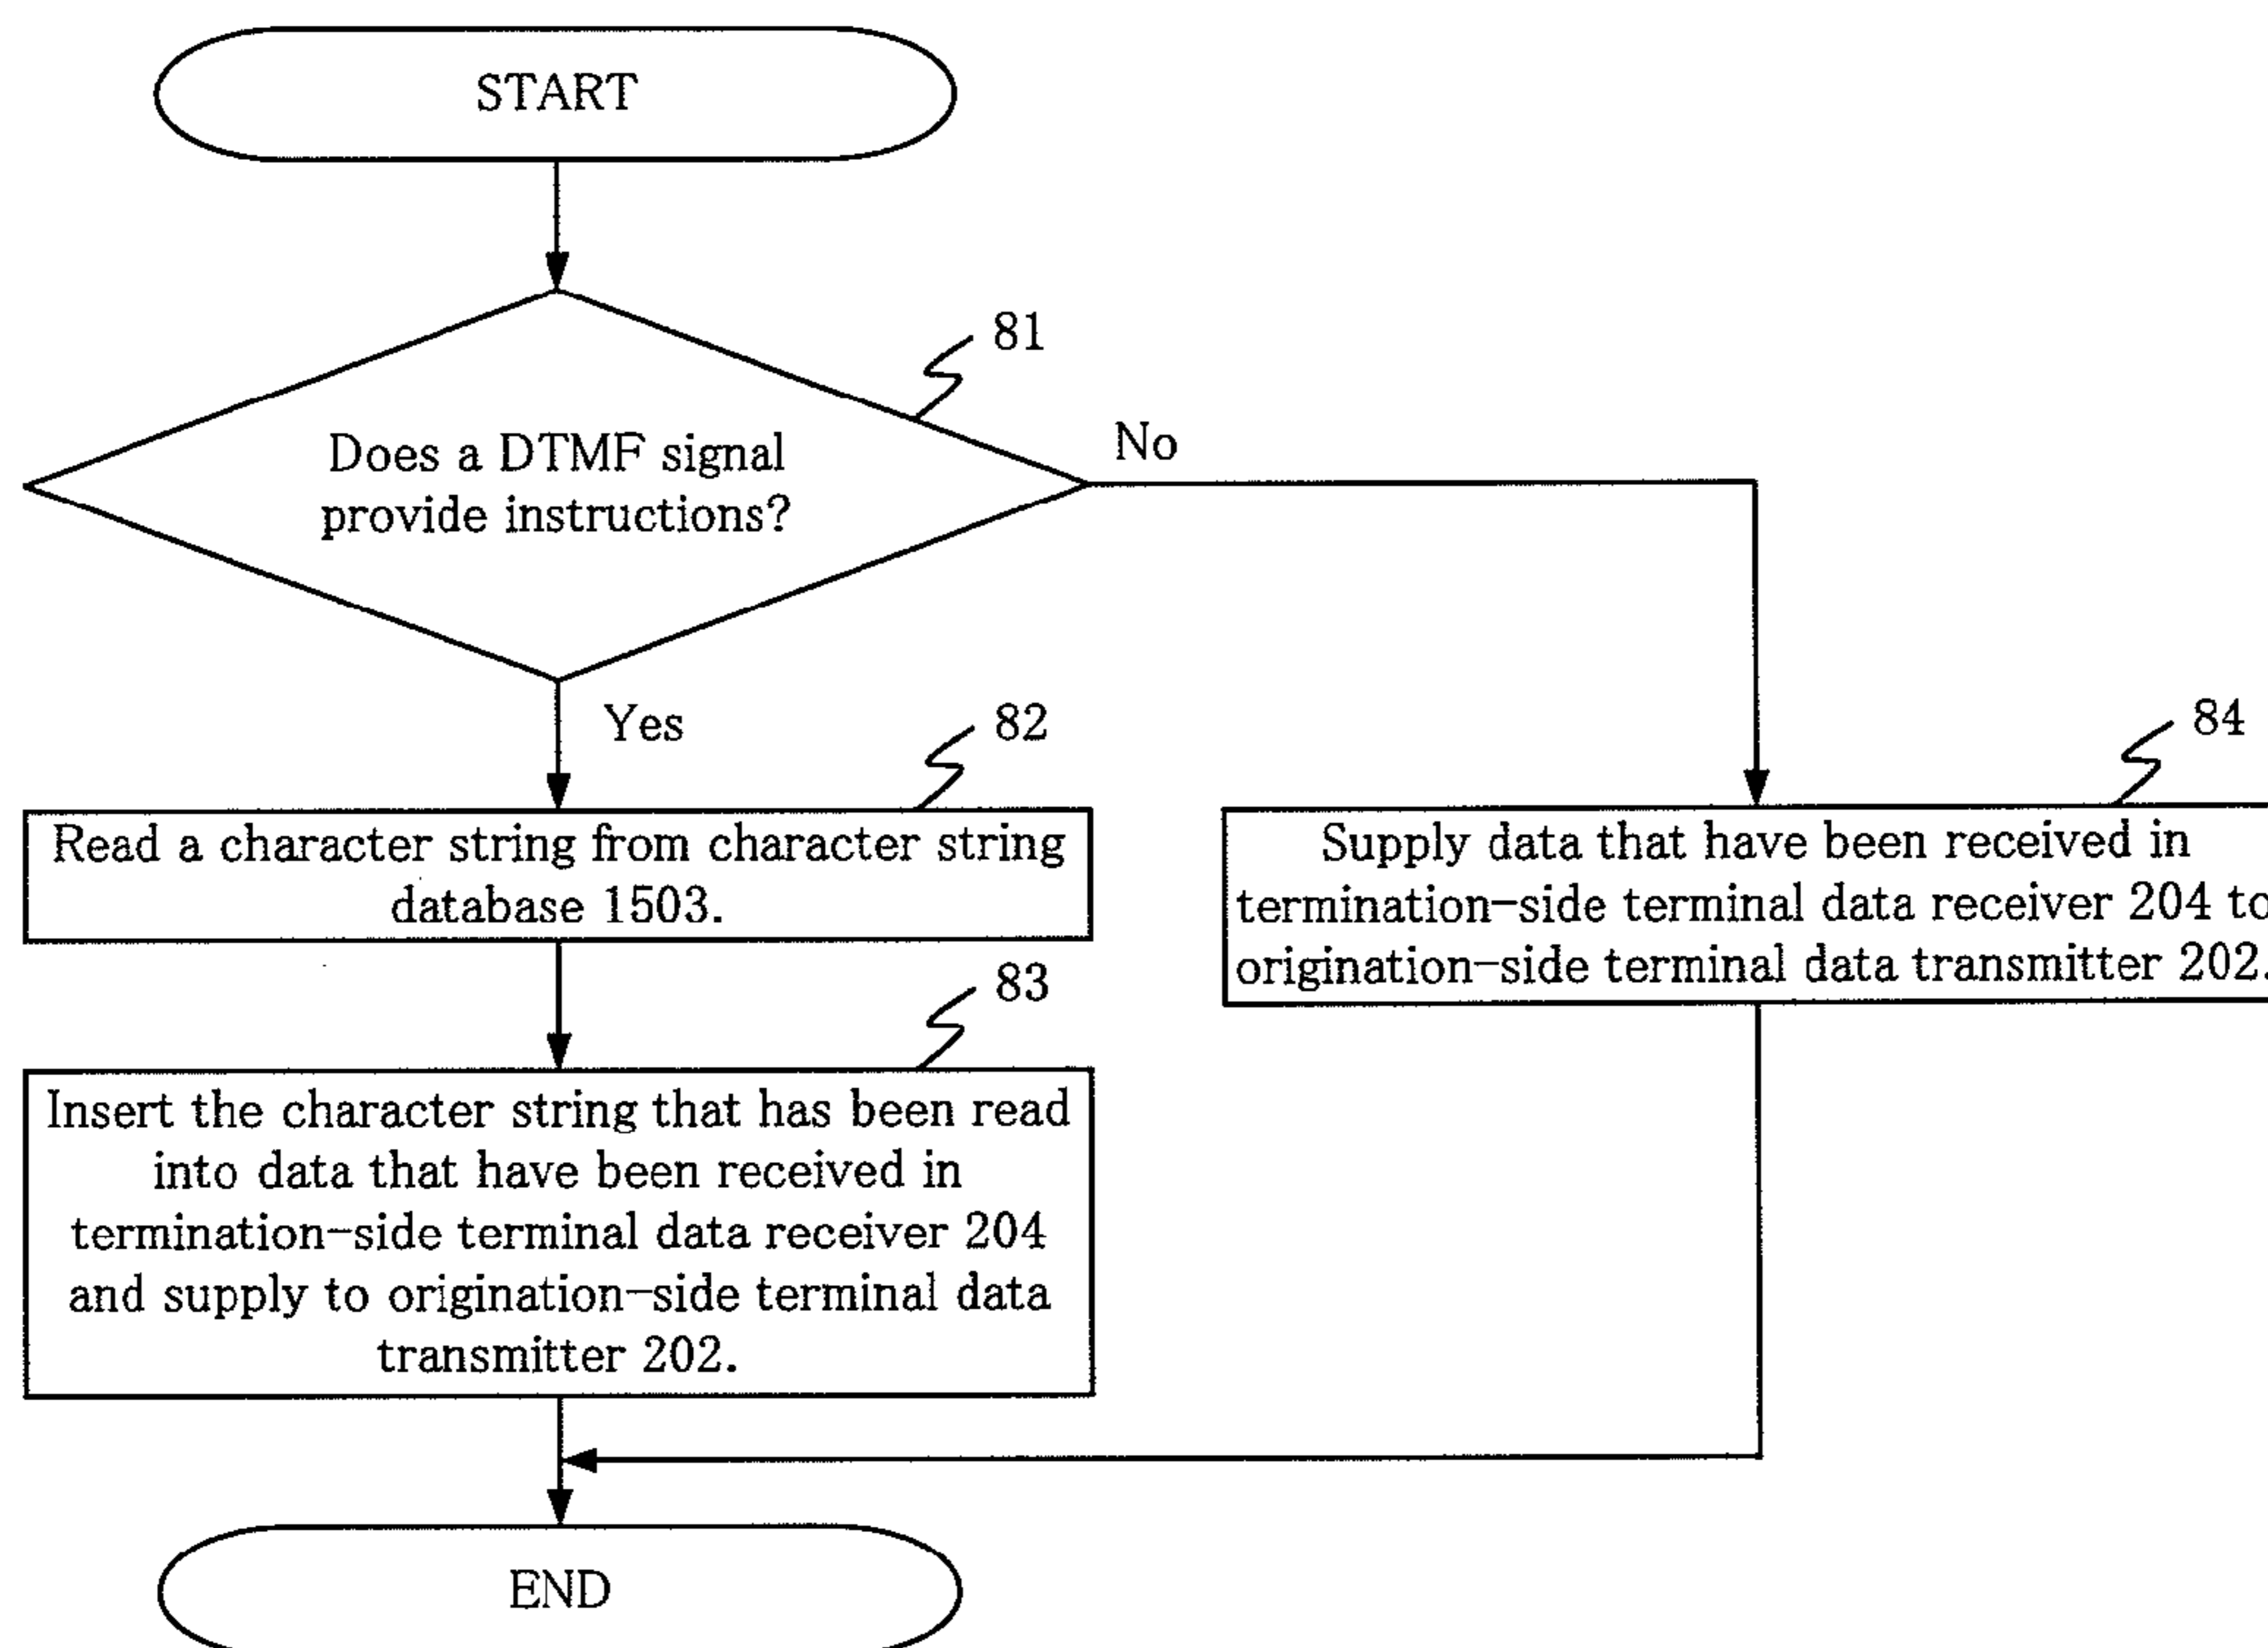 START
81
Does a DTMF signal
provide instructions?
No
Yes
82
Read a character string from character string
database 1503.
84
Supply data that have been received in
termination-side terminal data receiver 204 to
origination-side terminal data transmitter 202.
83
Insert the character string that has been read
into data that have been received in
termination-side terminal data receiver 204
and supply to origination-side terminal data
transmitter 202.
END